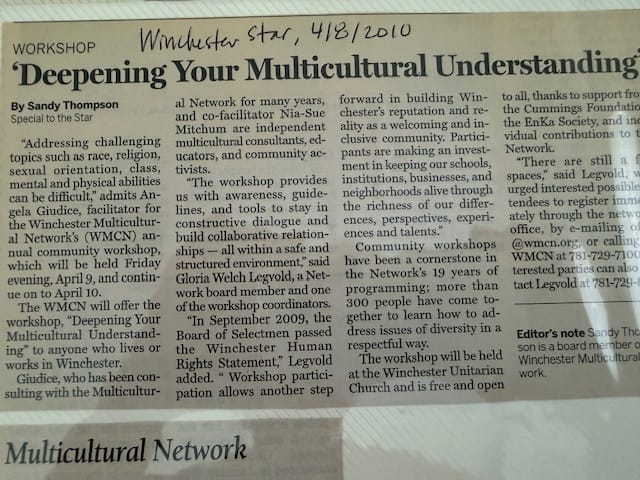 WORKSHOP
Winchester Star, 4/8/2010
'Deepening Your Multicultural Understanding'
By Sandy Thompson
Special to the Star
"Addressing challenging
topics such as race, religion,
sexual orientation, class,
mental and physical abilities
can be difficult," admits An-
gela Giudice, facilitator for
the Winchester Multicultur-
al Network's (WMCN) an-
nual community workshop,
which will be held Friday
evening, April 9, and contin-
ue on to April 10.
The WMCN will offer the
workshop, "Deepening Your
Multicultural Understand-
ing" to anyone who lives or
works in Winchester.
Giudice, who has been con-
sulting with the Multicultur-
al Network for many years,
and co-facilitator Nia-Sue
Mitchum are independent
multicultural consultants, ed-
ucators, and community ac-
tivists.
"The workshop provides
us with awareness, guide-
lines, and tools to stay in
constructive dialogue and
build collaborative relation-
ships — all within a safe and
structured environment," said
Gloria Welch Legvold, a Net-
work board member and one
of the workshop coordinators.
"In September 2009, the
Board of Selectmen passed
the Winchester Human
Rights Statement," Legvold
added. " Workshop partici-
pation allows another step
forward in building Win-
chester's reputation and re-
ality as a welcoming and in-
clusive community. Partici-
pants are making an invest-
ment in keeping our schools,
institutions, businesses, and
neighborhoods alive through
the richness of our differ-
ences, perspectives, experi-
ences and talents."
Community workshops
have been a cornerstone in
the Network's 19 years of
programming; more than
300 people have come to-
gether to learn how to ad-
dress issues of diversity in a
respectful way.
The workshop will be held
at the Winchester Unitarian
Church and is free and open
to all, thanks to support
the Cummings
the EnKa Society, and
vidual contributions to
Network.
"There are still a
spaces," said Legvold,
urged interested possible
tendees to register
ately through the
office, by e-mailing
@wmcn.org, or calling
WMCN at 781-729-7100
terested parties can also
tact Legvold at 781-729-
Editor's note Sandy
son is a board member
Winchester Multicultural
work.
Multicultural Network